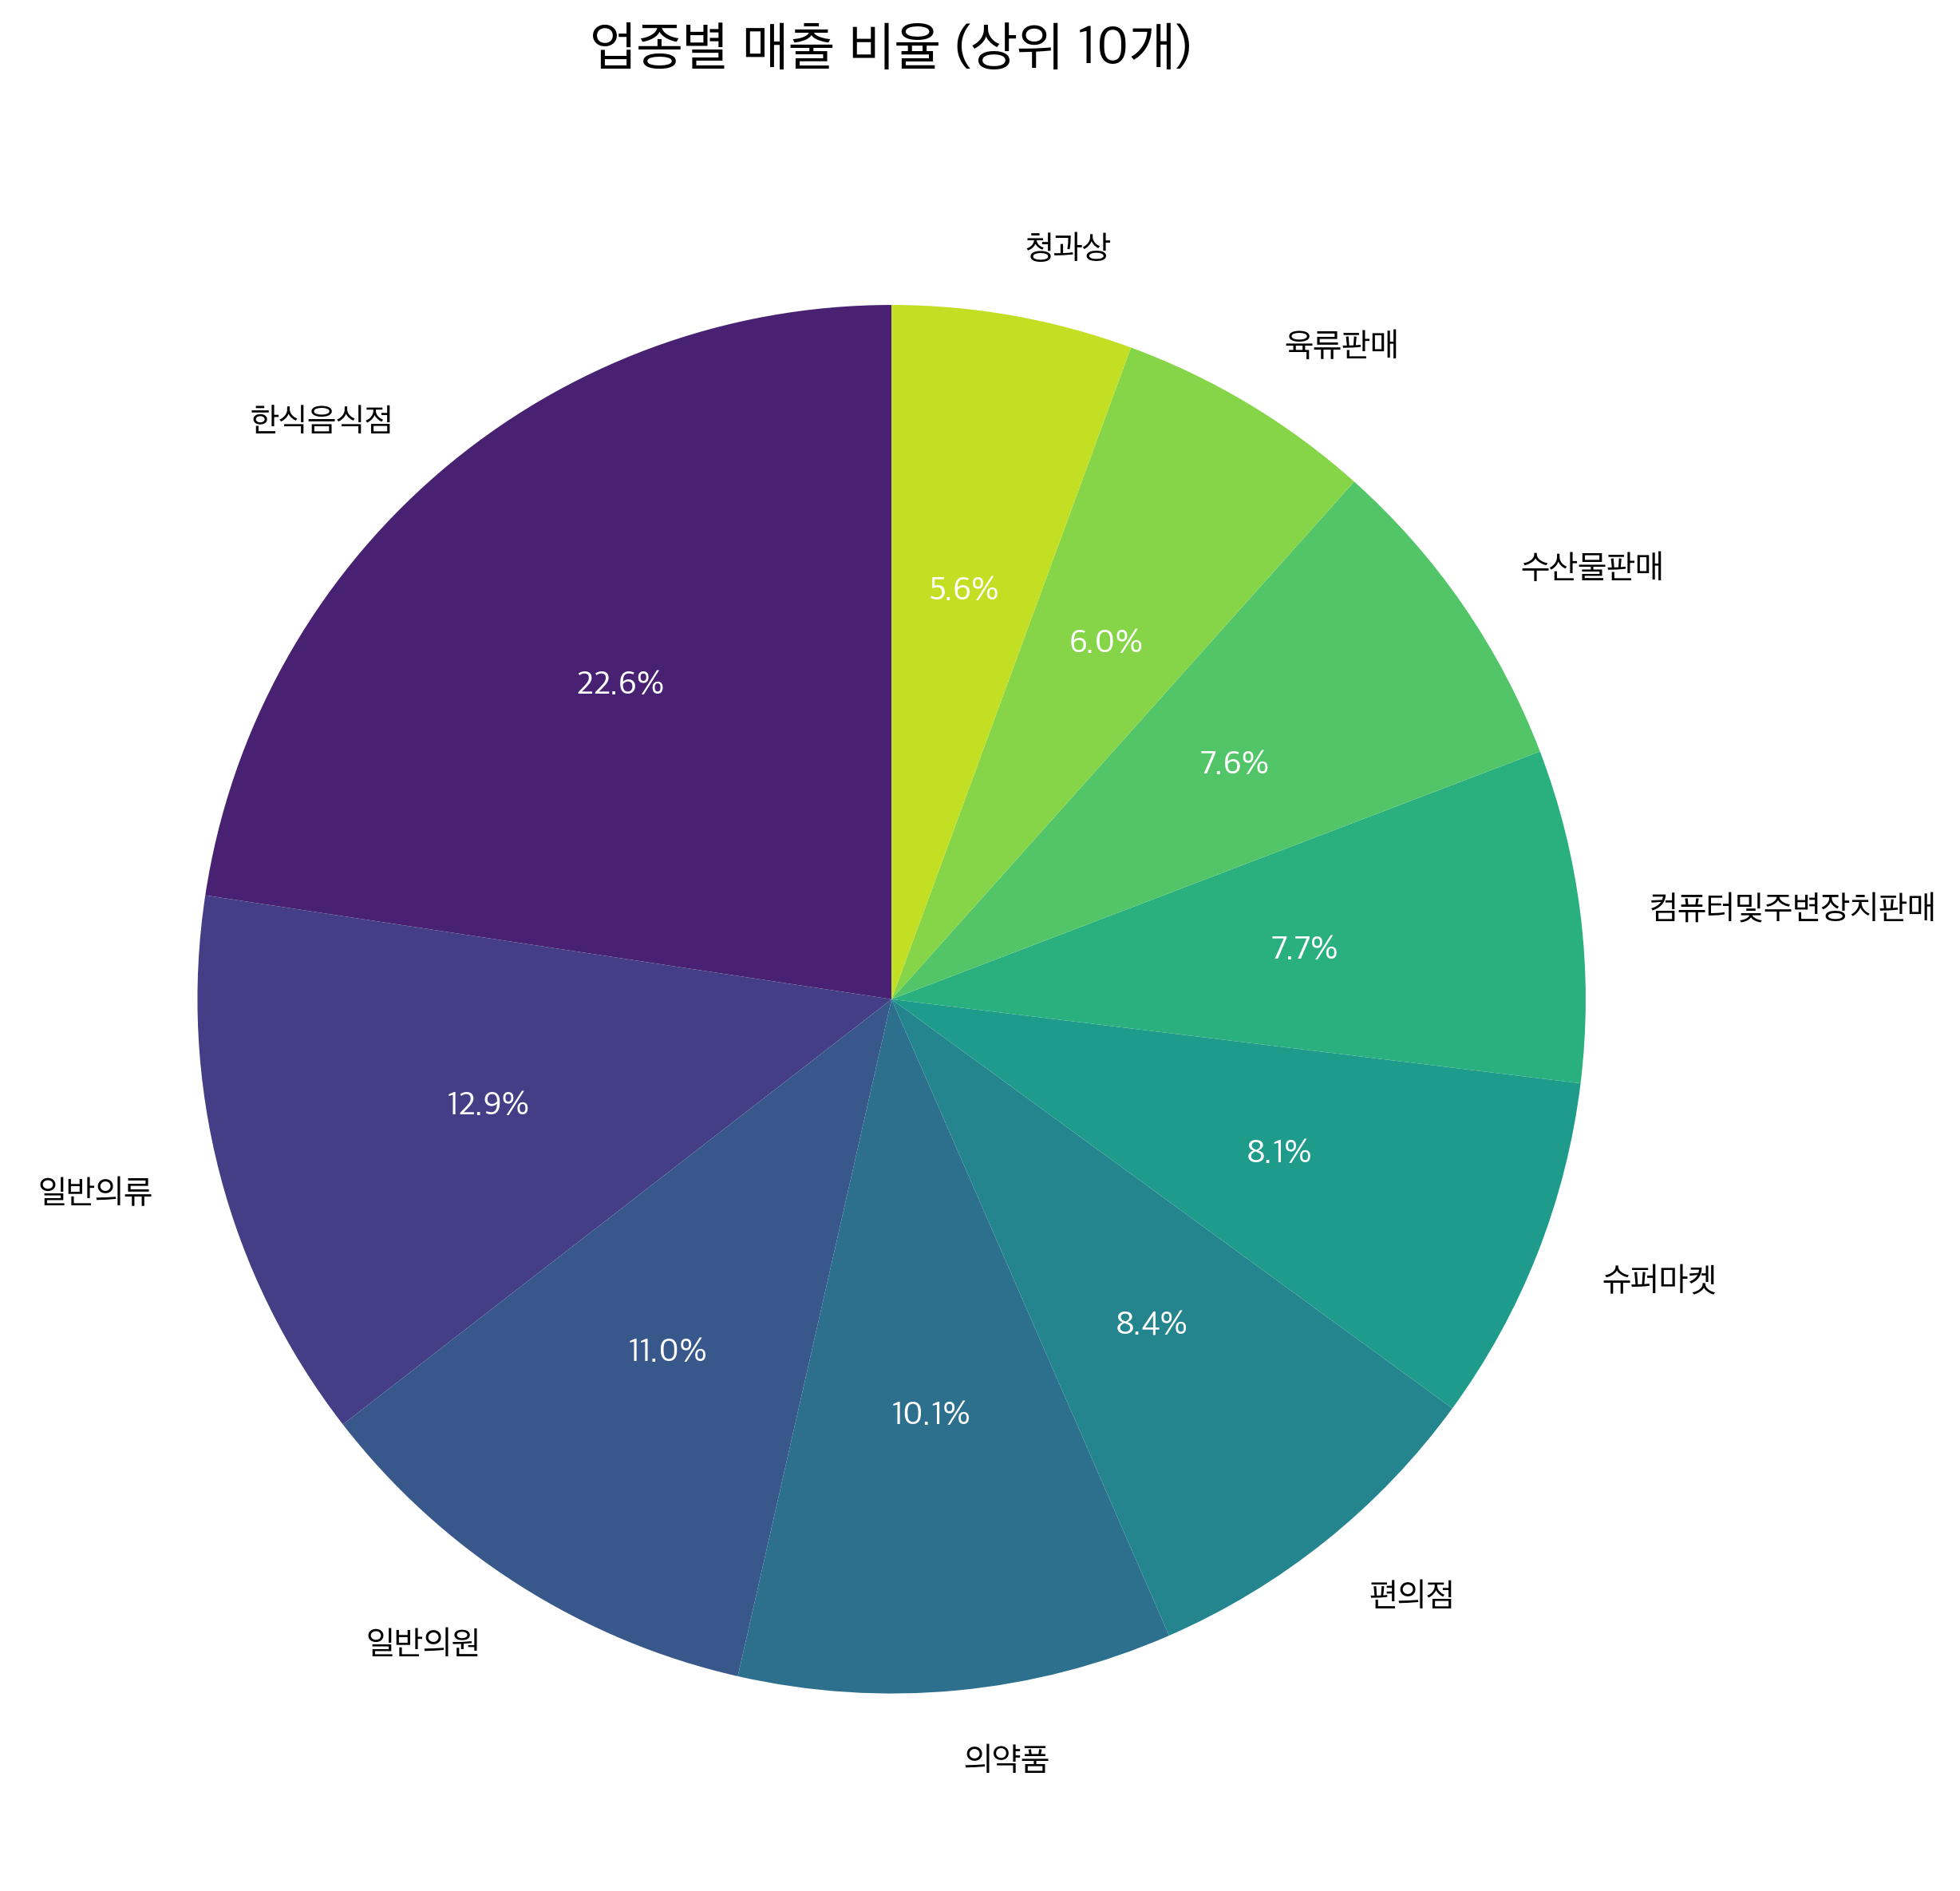 업종별 매출 비율 (상위 10개)
청과상
육류판매
한식음식점
수산물판매
5.6%
6.0%
22.6%
7.6%
컴퓨터및주변장치판매
7.7%
12.9%
8.1%
일반의류
슈퍼마켓
8.4%
11.0%
10.1%
편의점
일반의원
의약품